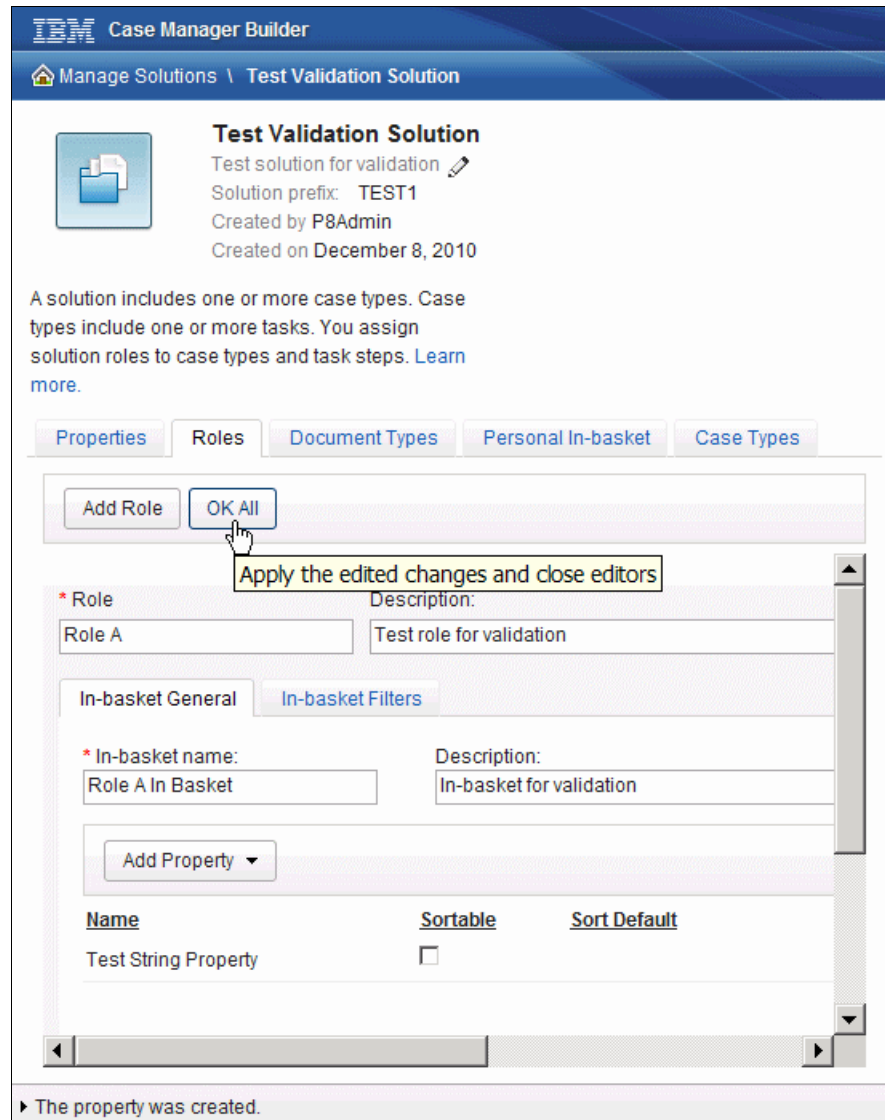 IBM Case Manager Builder
Manage Solutions \ Test Validation Solution
Test Validation Solution
Test solution for validation
Solution prefix: TEST1
Created by P8Admin
Created on December 8, 2010
A solution includes one or more case types. Case
types include one or more tasks. You assign
solution roles to case types and task steps. Learn
more.
Properties Roles Document Types Personal In-basket Case Types
Add Role OK All
Apply the edited changes and close editors
* Role Description:
Role A Test role for validation
In-basket General In-basket Filters
* In-basket name: Description:
Role A In Basket In-basket for validation
Add Property
Name Sortable Sort Default
Test String Property
The property was created.